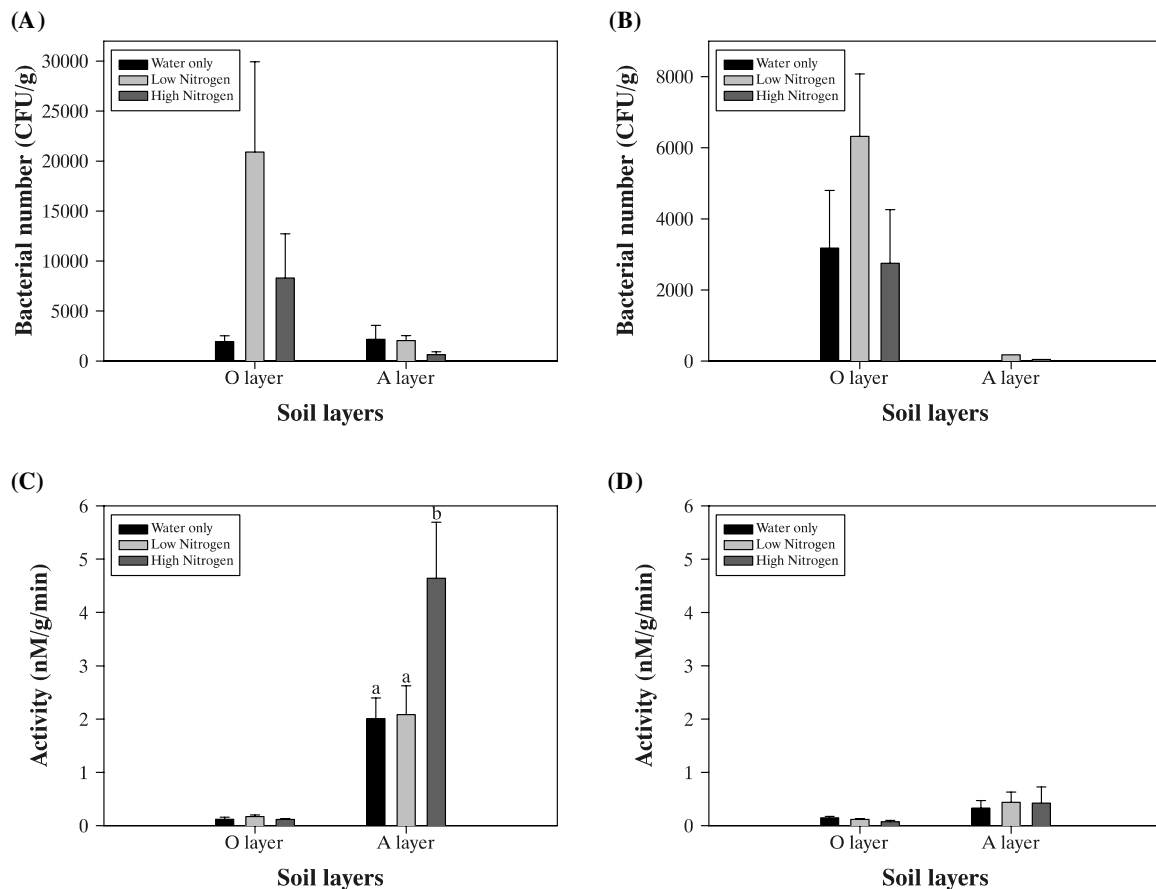 (A)
Bacterial number (CFU/g)
30000
25000
20000
15000
10000
5000
0
Water only
Low Nitrogen
High Nitrogen
O layer A layer
Soil layers
(B)
Bacterial number (CFU/g)
8000
6000
4000
2000
0
Water only
Low Nitrogen
High Nitrogen
O layer A layer
Soil layers
(C)
Activity (nM/g/min)
6
5
4
3
2
1
0
Water only
Low Nitrogen
High Nitrogen
a a b
O layer A layer
Soil layers
(D)
Activity (nM/g/min)
6
5
4
3
2
1
0
Water only
Low Nitrogen
High Nitrogen
O layer A layer
Soil layers